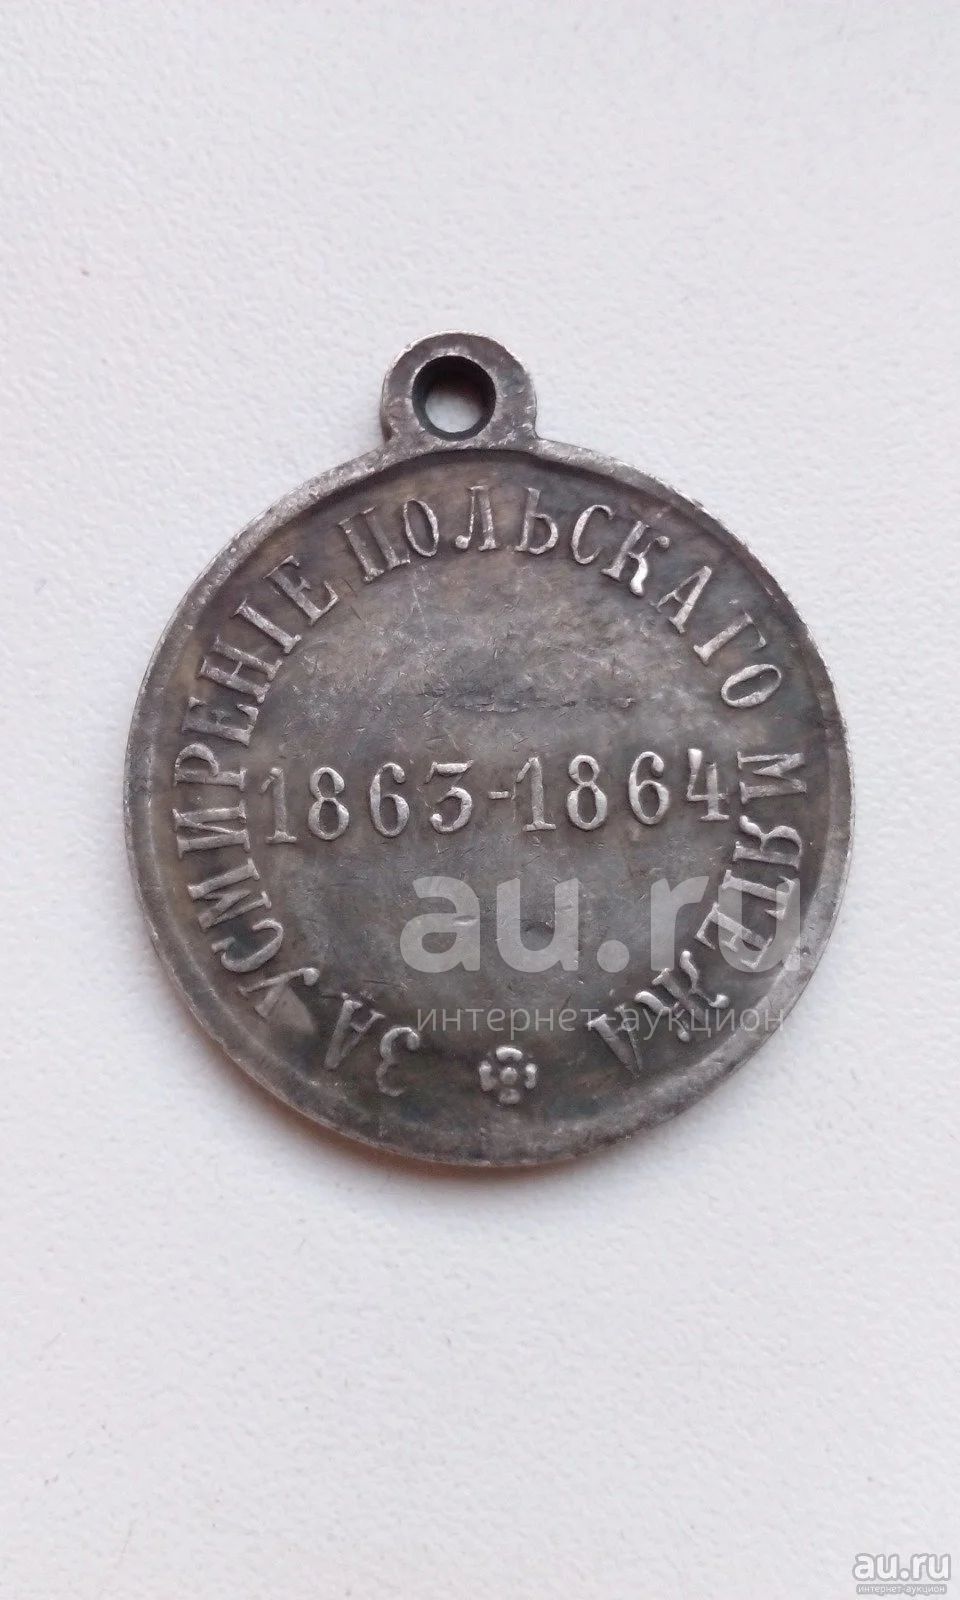 ЗА УСМИРЕНІЕ ПОЛЬСКАГО МЯТЕЖА
1863-1864
au.ru
интернет-аукцион
au.ru
интернет-аукцион